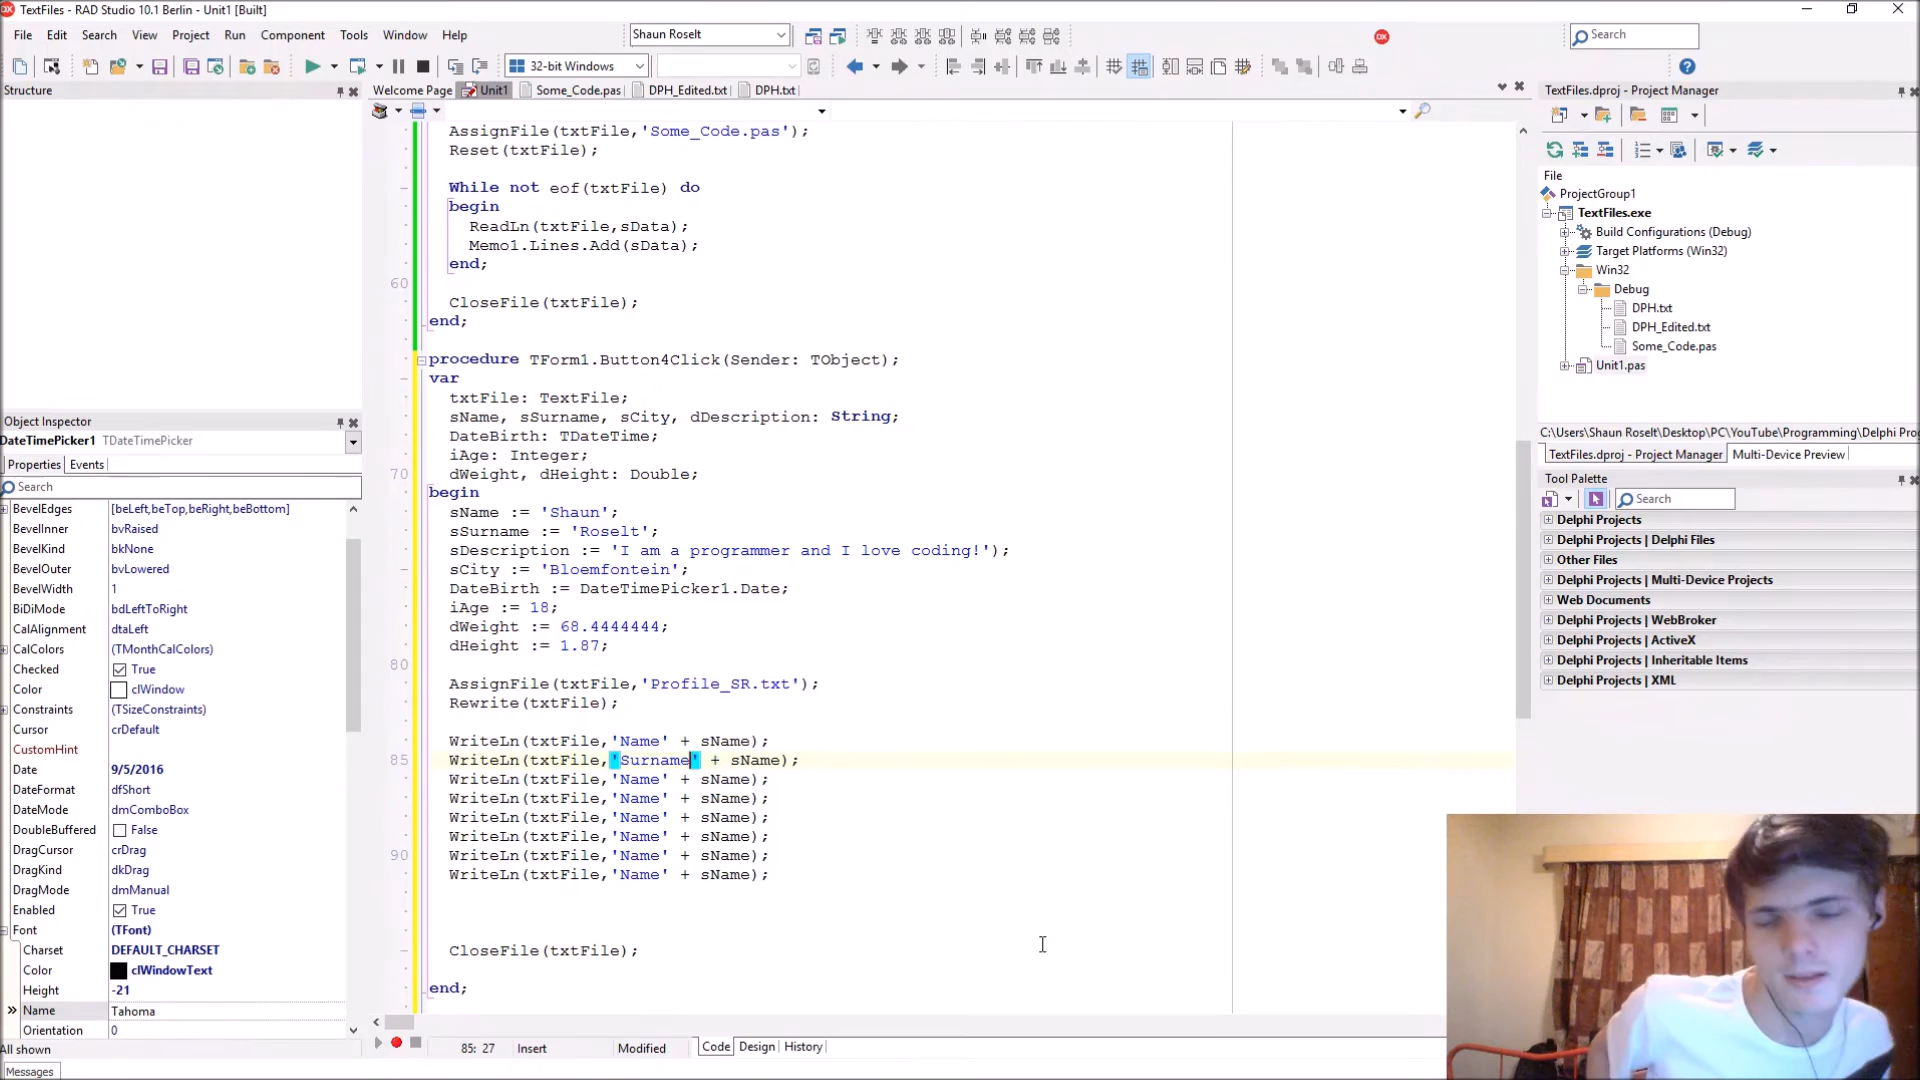 TextFiles - RAD Studio 10.1 Berlin - Unit1 [Built]
File Edit Search View Project Run Component Tools Window Help
Shaun Roselt
Search
32-bit Windows
Structure
Welcome Page Unit1 Some_Code.pas DPH_Edited.txt DPH.txt
AssignFile(txtFile,'Some_Code.pas');
Reset(txtFile);
While not eof(txtFile) do
begin
ReadLn(txtFile,sData);
Memo1.Lines.Add(sData);
end;
60
CloseFile(txtFile);
end;
procedure TForm1.Button4Click(Sender: TObject);
var
txtFile: TextFile;
sName, sSurname, sCity, dDescription: String;
DateBirth: TDateTime;
iAge: Integer;
70 dWeight, dHeight: Double;
begin
sName := 'Shaun';
sSurname := 'Roselt';
sDescription := 'I am a programmer and I love coding!');
sCity := 'Bloemfontein';
DateBirth := DateTimePicker1.Date;
iAge := 18;
dWeight := 68.4444444;
dHeight := 1.87;
80
AssignFile(txtFile,'Profile_SR.txt');
Rewrite(txtFile);
WriteLn(txtFile,'Name' + sName);
85 WriteLn(txtFile,'Surname' + sName);
WriteLn(txtFile,'Name' + sName);
WriteLn(txtFile,'Name' + sName);
WriteLn(txtFile,'Name' + sName);
WriteLn(txtFile,'Name' + sName);
90 WriteLn(txtFile,'Name' + sName);
WriteLn(txtFile,'Name' + sName);
CloseFile(txtFile);
end;
85: 27 Insert Modified Code Design History
Object Inspector
DateTimePicker1 TDateTimePicker
Properties Events
Search
BevelEdges [beLeft,beTop,beRight,beBottom]
BevelInner bvRaised
BevelKind bkNone
BevelOuter bvLowered
BevelWidth 1
BiDiMode bdLeftToRight
CalAlignment dtaLeft
CalColors (TMonthCalColors)
Checked True
Color clWindow
Constraints (TSizeConstraints)
Cursor crDefault
CustomHint
Date 9/5/2016
DateFormat dfShort
DateMode dmComboBox
DoubleBuffered False
DragCursor crDrag
DragKind dkDrag
DragMode dmManual
Enabled True
Font (TFont)
Charset DEFAULT_CHARSET
Color clWindowText
Height -21
Name Tahoma
Orientation 0
All shown
Messages
TextFiles.dproj - Project Manager
File
ProjectGroup1
TextFiles.exe
Build Configurations (Debug)
Target Platforms (Win32)
Win32
Debug
DPH.txt
DPH_Edited.txt
Some_Code.pas
Unit1.pas
C:\Users\Shaun Roselt\Desktop\PC\YouTube\Programming\Delphi Pro
TextFiles.dproj - Project Manager Multi-Device Preview
Tool Palette
Search
Delphi Projects
Delphi Projects | Delphi Files
Other Files
Delphi Projects | Multi-Device Projects
Web Documents
Delphi Projects | WebBroker
Delphi Projects | ActiveX
Delphi Projects | Inheritable Items
Delphi Projects | XML